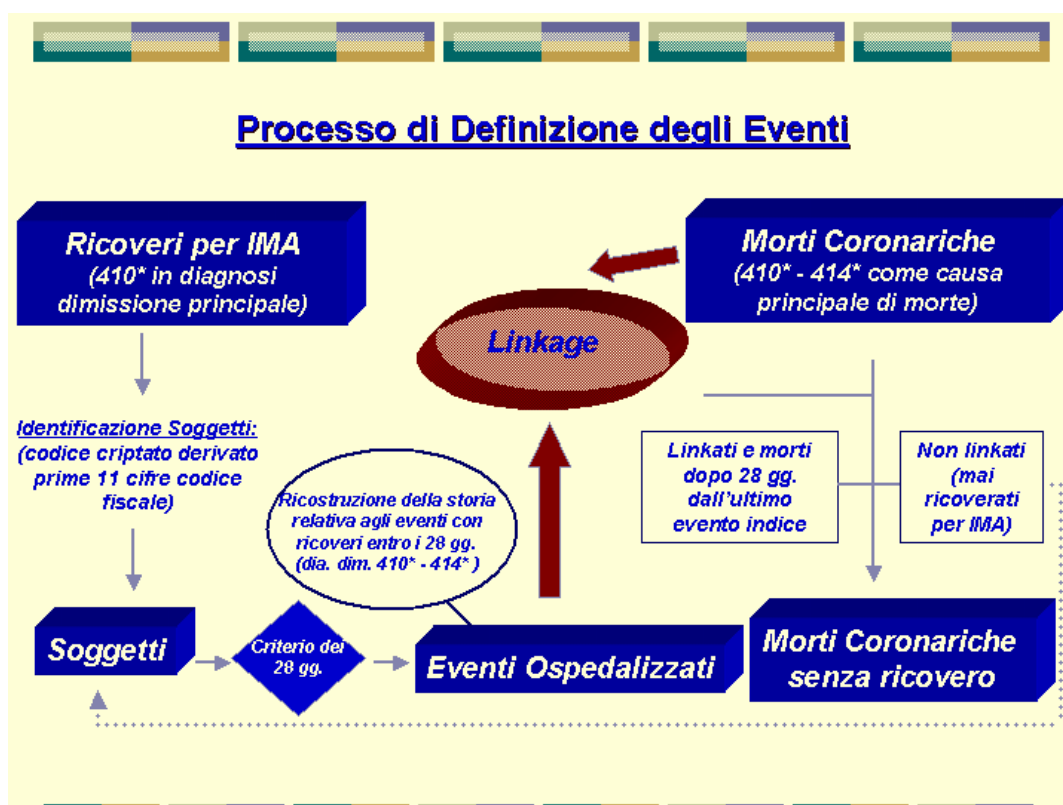 Processo di Definizione degli Eventi
Ricoveri per IMA
(410* in diagnosi
dimissione principale)
Morti Coronariche
(410* - 414* come causa
principale di morte)
Linkage
Identificazione Soggetti:
(codice criptato derivato
prime 11 cifre codice
fiscale)
Ricostruzione della storia
relativa agli eventi con
ricoveri entro i 28 gg.
(dia. dim. 410* - 414* )
Linkati e morti
dopo 28 gg.
dall'ultimo
evento indice
Non linkati
(mai
ricoverati
per IMA)
Soggetti
Criterio dei
28 gg.
Eventi Ospedalizzati
Morti Coronariche
senza ricovero